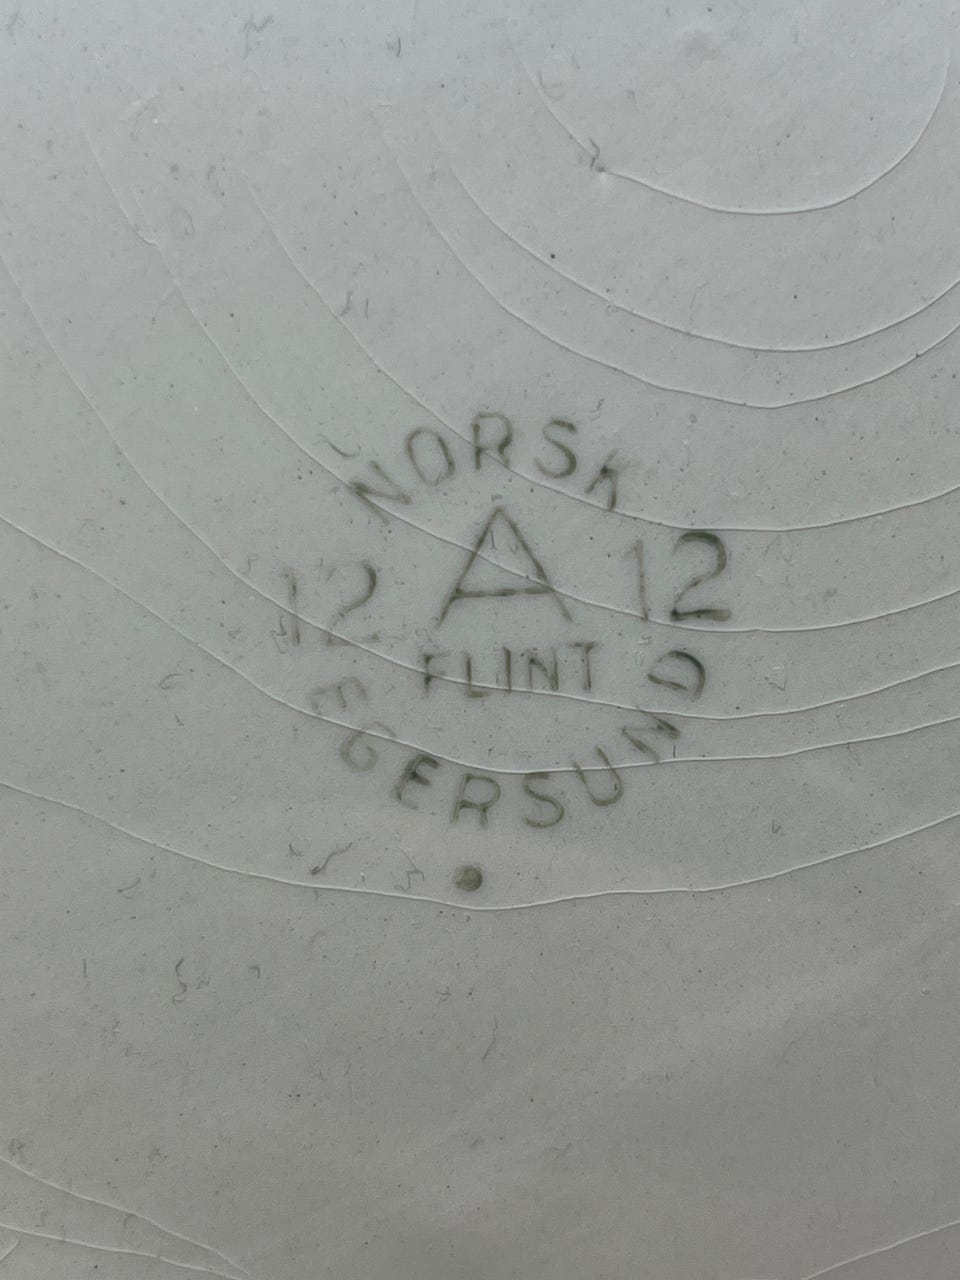 NORSK
12 A 12
FLINT
EGERSUND